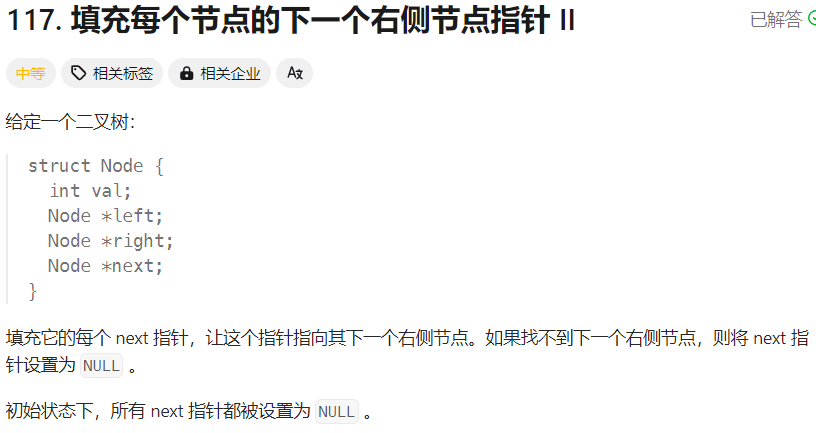 117. 填充每个节点的下一个右侧节点指针 II
已解答
中等
相关标签
相关企业
给定一个二叉树：
struct Node {
  int val;
  Node *left;
  Node *right;
  Node *next;
}
填充它的每个 next 指针，让这个指针指向其下一个右侧节点。如果找不到下一个右侧节点，则将 next 指
针设置为 NULL 。
初始状态下，所有 next 指针都被设置为 NULL 。